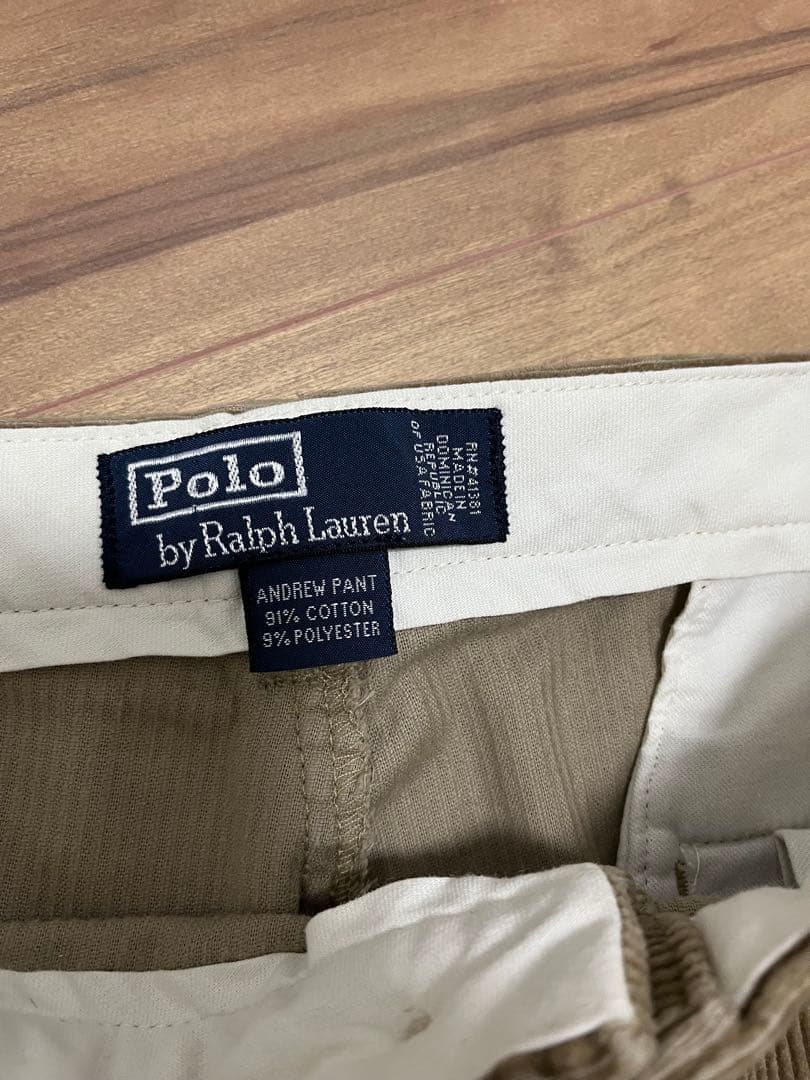 Polo
by Ralph Lauren
RN#41381
MADE IN
DOMINICAN
REPUBLIC
OF USA FABRIC
ANDREW PANT
91% COTTON
9% POLYESTER